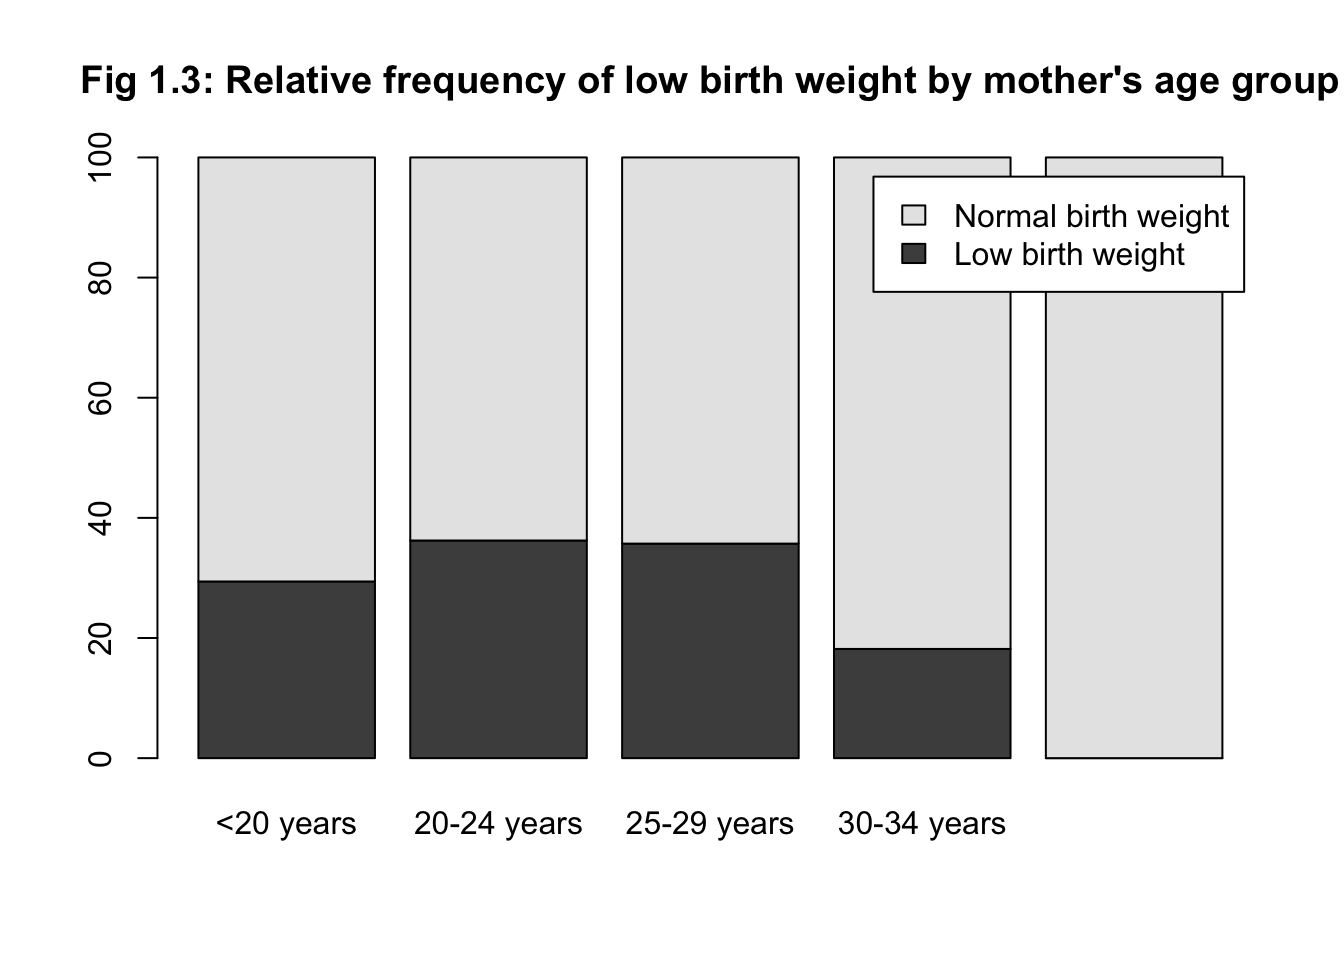 Fig 1.3: Relative frequency of low birth weight by mother's age group
100
80
60
40
20
0
Normal birth weight
Low birth weight
<20 years
20-24 years
25-29 years
30-34 years